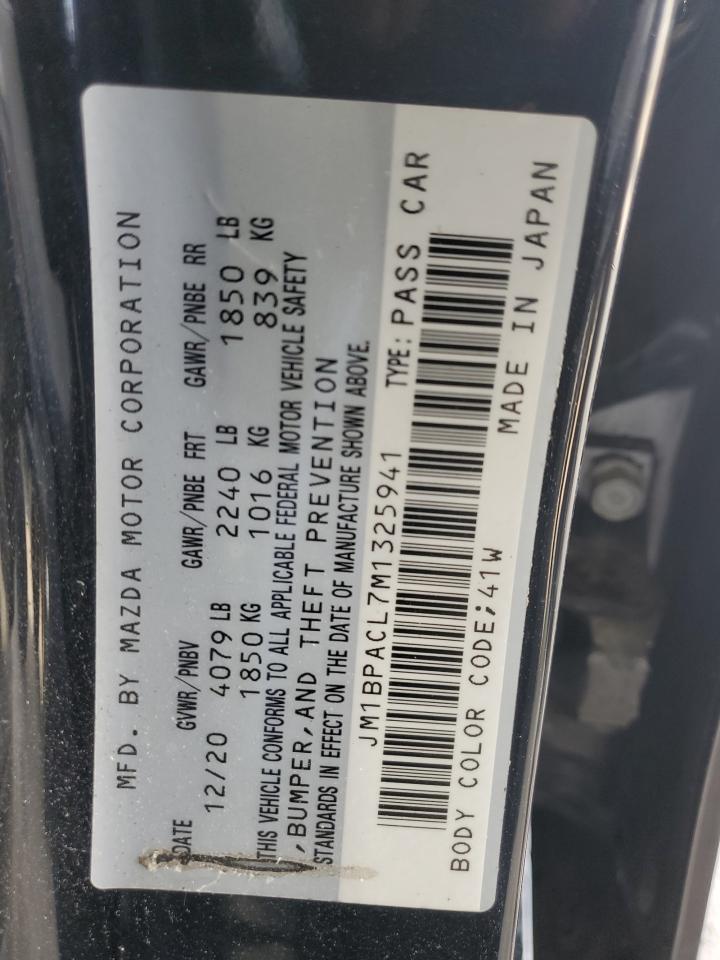 MFD. BY MAZDA MOTOR CORPORATION
DATE GVWR/PNBV GAWR/PNBE FRT GAWR/PNBE RR
12/20 4079 LB 2240 LB 1850 LB
1850 KG 1016 KG 839 KG
THIS VEHICLE CONFORMS TO ALL APPLICABLE FEDERAL MOTOR VEHICLE SAFETY
,BUMPER,AND THEFT PREVENTION
STANDARDS IN EFFECT ON THE DATE OF MANUFACTURE SHOWN ABOVE.
JM1BPACL7M1325941 TYPE: PASS CAR
BODY COLOR CODE;41W MADE IN JAPAN